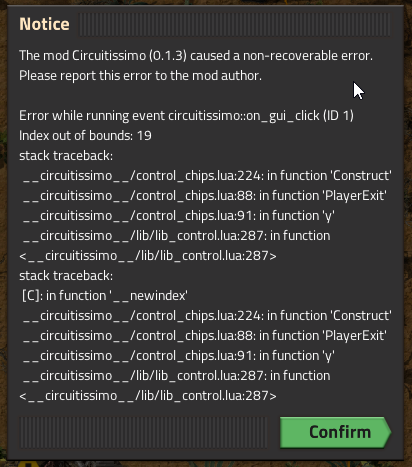 Notice
The mod Circuitissimo (0.1.3) caused a non-recoverable error.
Please report this error to the mod author.
Error while running event circuitissimo::on_gui_click (ID 1)
Index out of bounds: 19
stack traceback:
__circuitissimo__/control_chips.lua:224: in function 'Construct'
__circuitissimo__/control_chips.lua:88: in function 'PlayerExit'
__circuitissimo__/control_chips.lua:91: in function 'y'
__circuitissimo__/lib/lib_control.lua:287: in function
<__circuitissimo__/lib/lib_control.lua:287>
stack traceback:
[C]: in function '__newindex'
__circuitissimo__/control_chips.lua:224: in function 'Construct'
__circuitissimo__/control_chips.lua:88: in function 'PlayerExit'
__circuitissimo__/control_chips.lua:91: in function 'y'
__circuitissimo__/lib/lib_control.lua:287: in function
<__circuitissimo__/lib/lib_control.lua:287>
Confirm